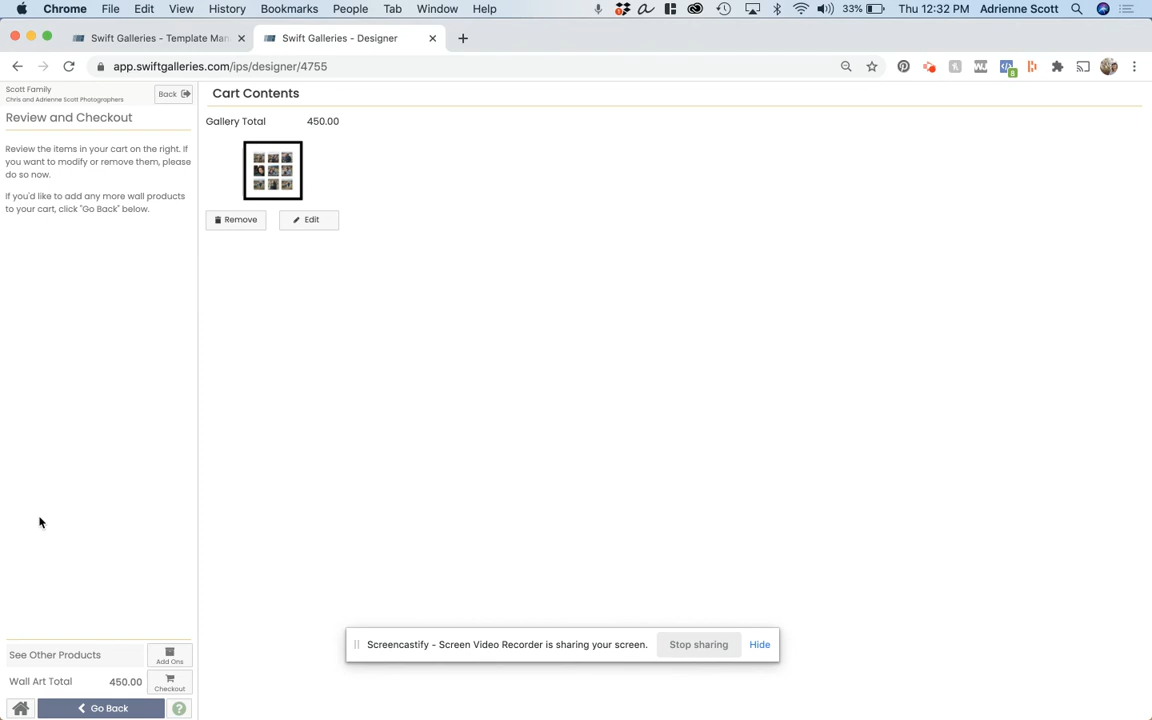 Chrome File Edit View History Bookmarks People Tab Window Help 33% Thu 12:32 PM Adrienne Scott
Swift Galleries - Template Man
Swift Galleries - Designer
app.swiftgalleries.com/ips/designer/4755
8
Scott Family
Chris and Adrienne Scott Photographers
Back
Review and Checkout
Review the items in your cart on the right. If
you want to modify or remove them, please
do so now.
If you'd like to add any more wall products
to your cart, click "Go Back" below.
Cart Contents
Gallery Total 450.00
Remove Edit
Screencastify - Screen Video Recorder is sharing your screen. Stop sharing Hide
See Other Products Add Ons
Wall Art Total 450.00 Checkout
Go Back ?